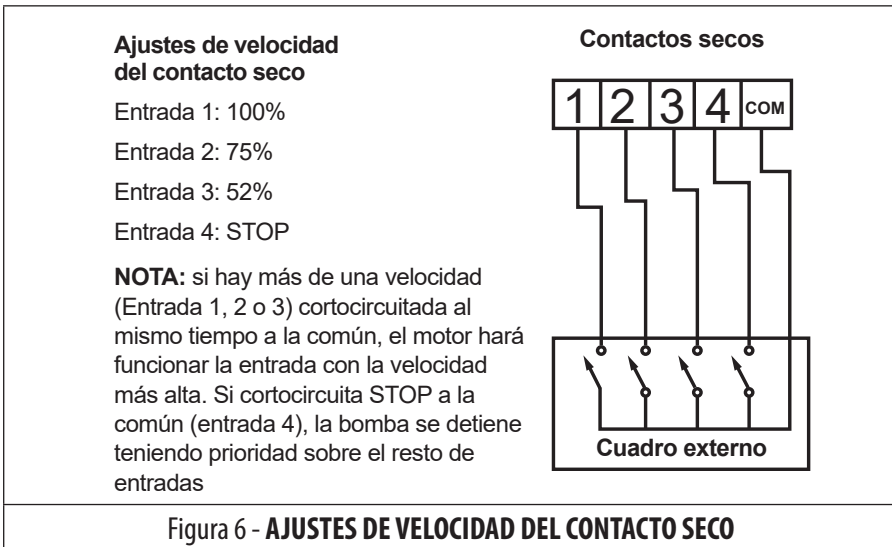 Ajustes de velocidad
del contacto seco
Entrada 1: 100%
Entrada 2: 75%
Entrada 3: 52%
Entrada 4: STOP
NOTA: si hay más de una velocidad
(Entrada 1, 2 o 3) cortocircuitada al
mismo tiempo a la común, el motor hará
funcionar la entrada con la velocidad
más alta. Si cortocircuita STOP a la
común (entrada 4), la bomba se detiene
teniendo prioridad sobre el resto de
entradas
Contactos secos
1 2 3 4 COM
Cuadro externo
Figura 6 - AJUSTES DE VELOCIDAD DEL CONTACTO SECO